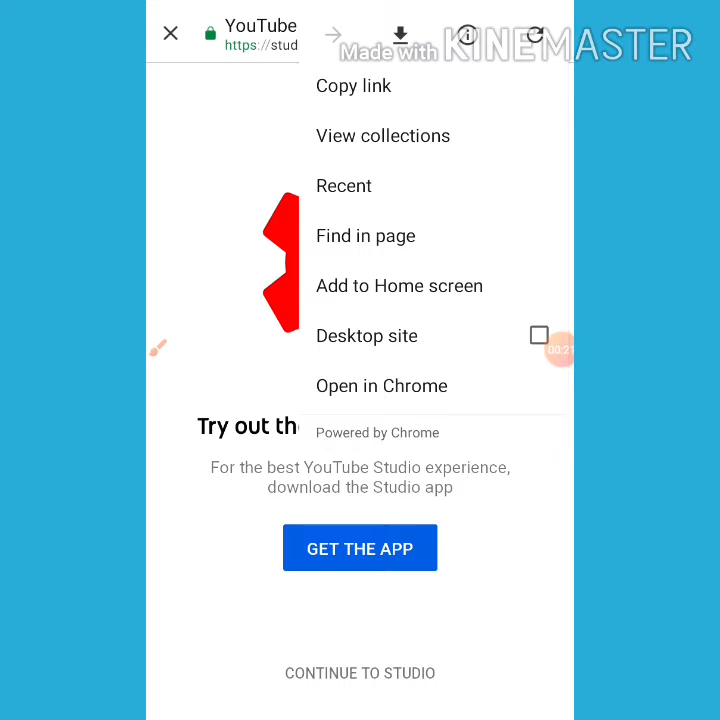 YouTube
https://stud
Made with KINEMASTER
Copy link
View collections
Recent
Find in page
Add to Home screen
Desktop site
00:21
Open in Chrome
Try out th
Powered by Chrome
For the best YouTube Studio experience,
download the Studio app
GET THE APP
CONTINUE TO STUDIO